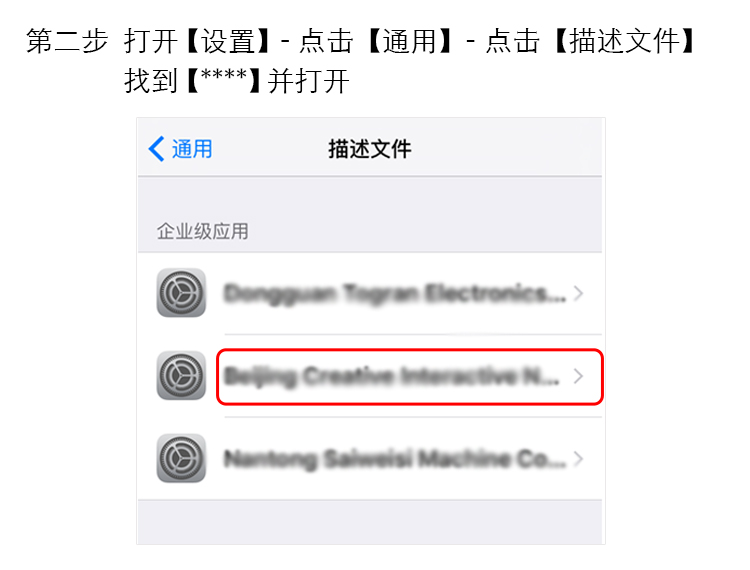 第二步 打开【设置】- 点击【通用】- 点击【描述文件】
找到【****】并打开
通用
描述文件
企业级应用
Dongguan Togran Electronics...
Beijing Creative Interactive N...
Nantong Saiweisi Machine Co...